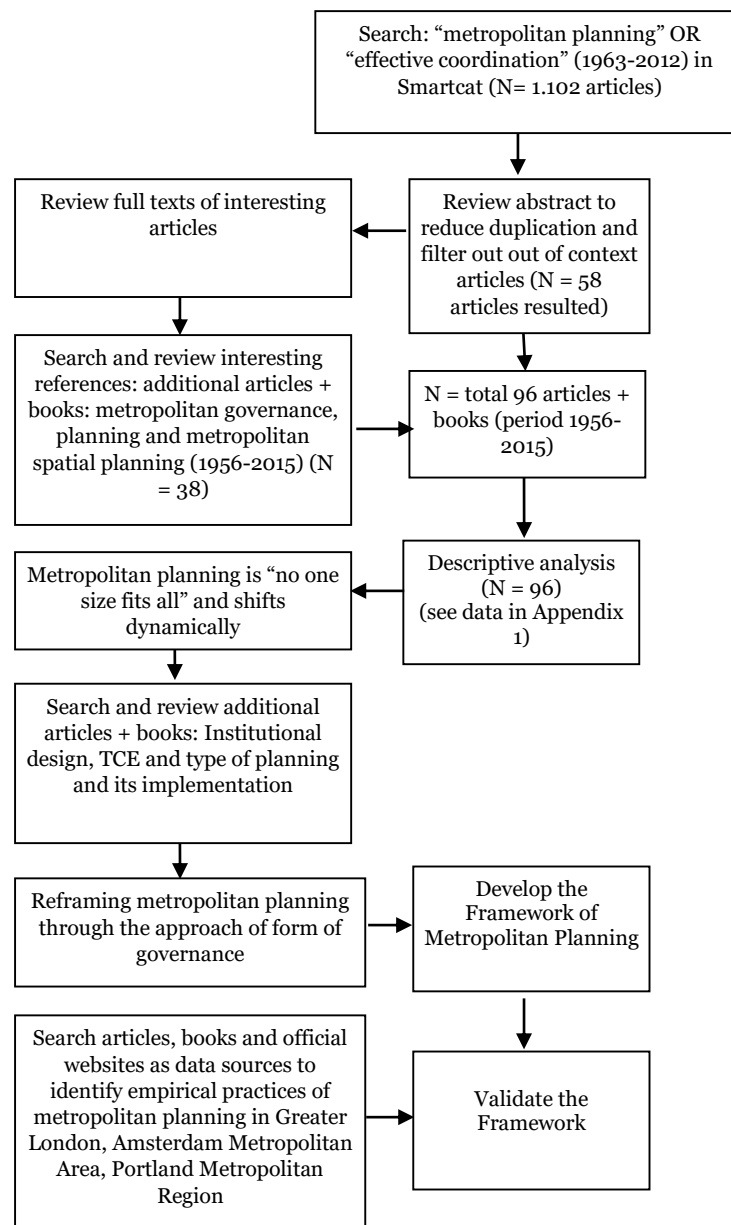 Search: “metropolitan planning” OR
“effective coordination” (1963-2012) in
Smartcat (N= 1.102 articles)
Review full texts of interesting
articles
Review abstract to
reduce duplication and
filter out out of context
articles (N = 58
articles resulted)
Search and review interesting
references: additional articles +
books: metropolitan governance,
planning and metropolitan
spatial planning (1956-2015) (N
= 38)
N = total 96 articles +
books (period 1956-
2015)
Metropolitan planning is “no one
size fits all” and shifts
dynamically
Descriptive analysis
(N = 96)
(see data in Appendix
1)
Search and review additional
articles + books: Institutional
design, TCE and type of planning
and its implementation
Reframing metropolitan planning
through the approach of form of
governance
Develop the
Framework of
Metropolitan Planning
Search articles, books and official
websites as data sources to
identify empirical practices of
metropolitan planning in Greater
London, Amsterdam Metropolitan
Area, Portland Metropolitan
Region
Validate the
Framework